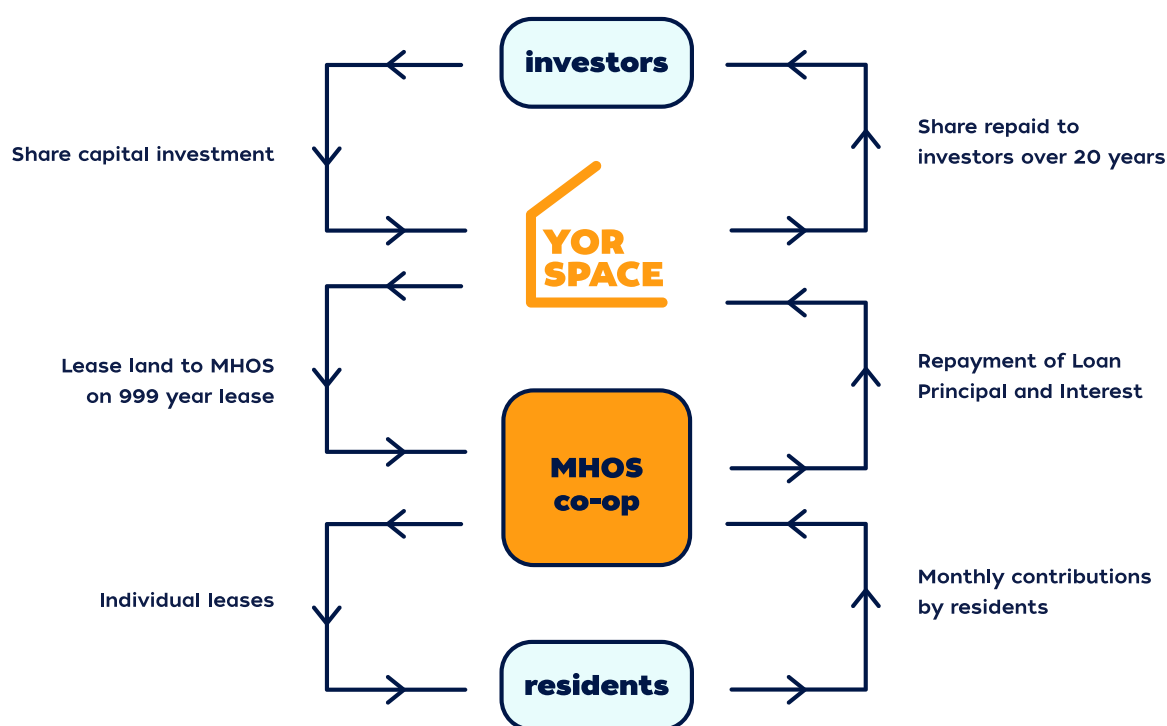 investors
Share capital investment
Share repaid to
investors over 20 years
YOR
SPACE
Lease land to MHOS
on 999 year lease
Repayment of Loan
Principal and Interest
MHOS
co-op
Individual leases
Monthly contributions
by residents
residents